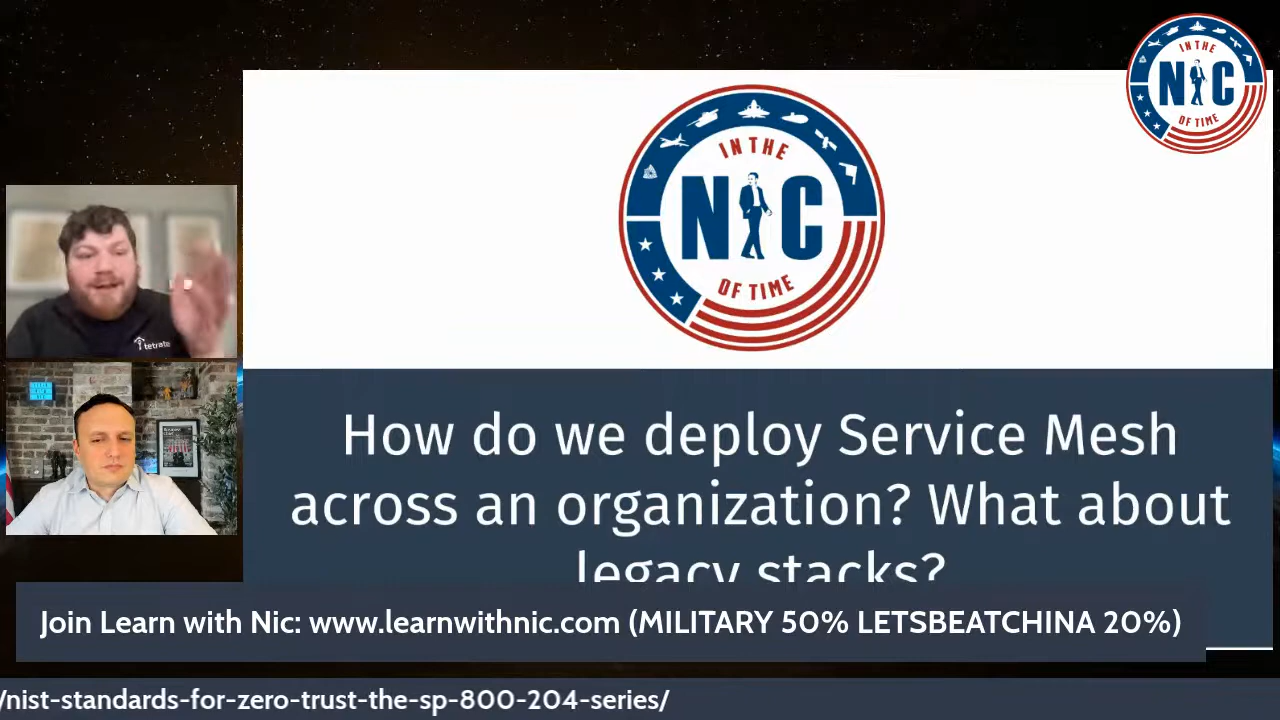 IN THE
NIC
OF TIME
IN THE
NIC
OF TIME
tetrate
How do we deploy Service Mesh
across an organization? What about
legacy stacks?
Join Learn with Nic: www.learnwithnic.com (MILITARY 50% LETSBEATCHINA 20%)
/nist-standards-for-zero-trust-the-sp-800-204-series/